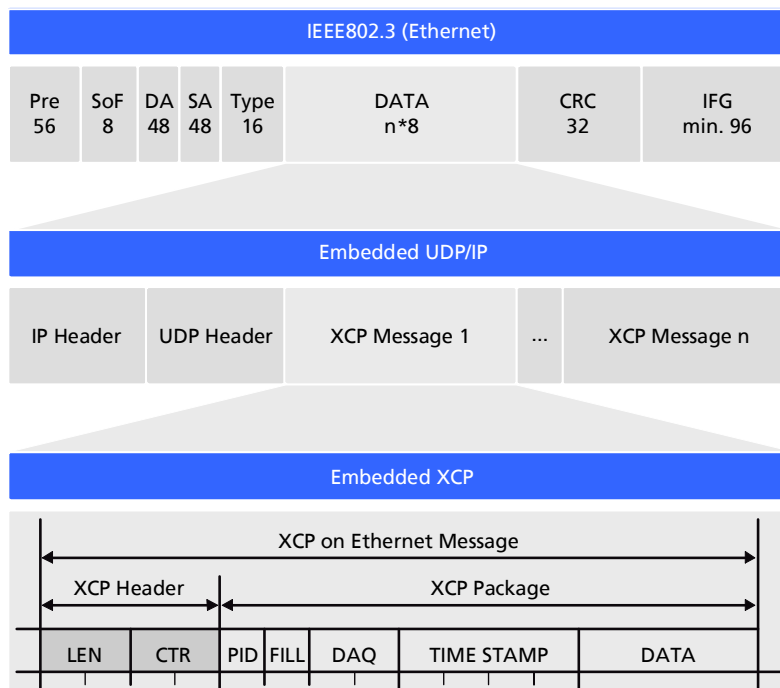 IEEE802.3 (Ethernet)
Pre SoF DA SA Type DATA CRC IFG
56 8 48 48 16 n*8 32 min. 96
Embedded UDP/IP
IP Header UDP Header XCP Message 1 ... XCP Message n
Embedded XCP
XCP on Ethernet Message
XCP Header XCP Package
LEN CTR PID FILL DAQ TIME STAMP DATA